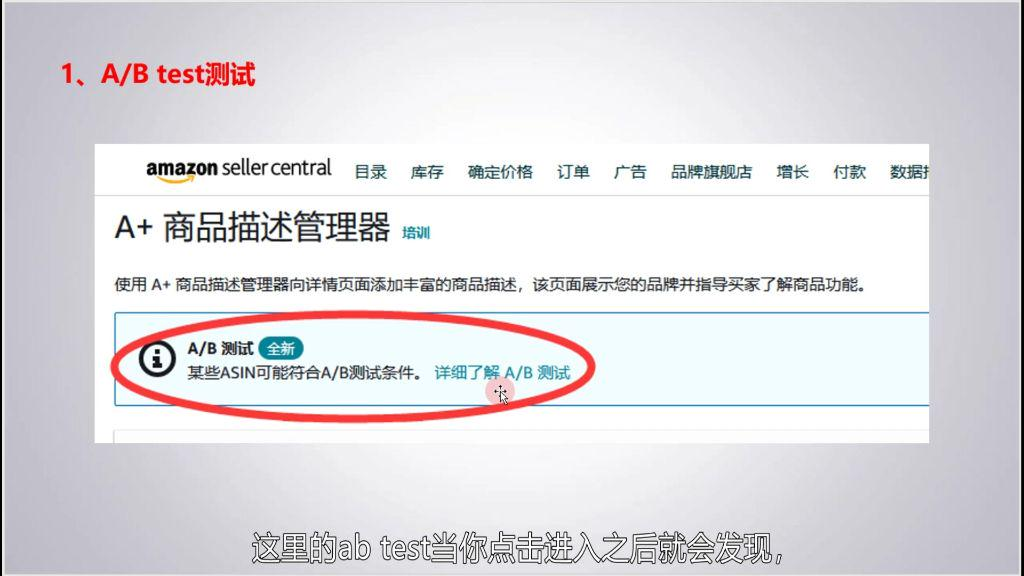 1、A/B test测试
amazon seller central 目录 库存 确定价格 订单 广告 品牌旗舰店 增长 付款 数据
A+ 商品描述管理器 培训
使用 A+ 商品描述管理器向详情页面添加丰富的商品描述，该页面展示您的品牌并指导买家了解商品功能。
A/B 测试 全新
某些ASIN可能符合A/B测试条件。 详细了解 A/B 测试
这里的ab test当你点击进入之后就会发现，